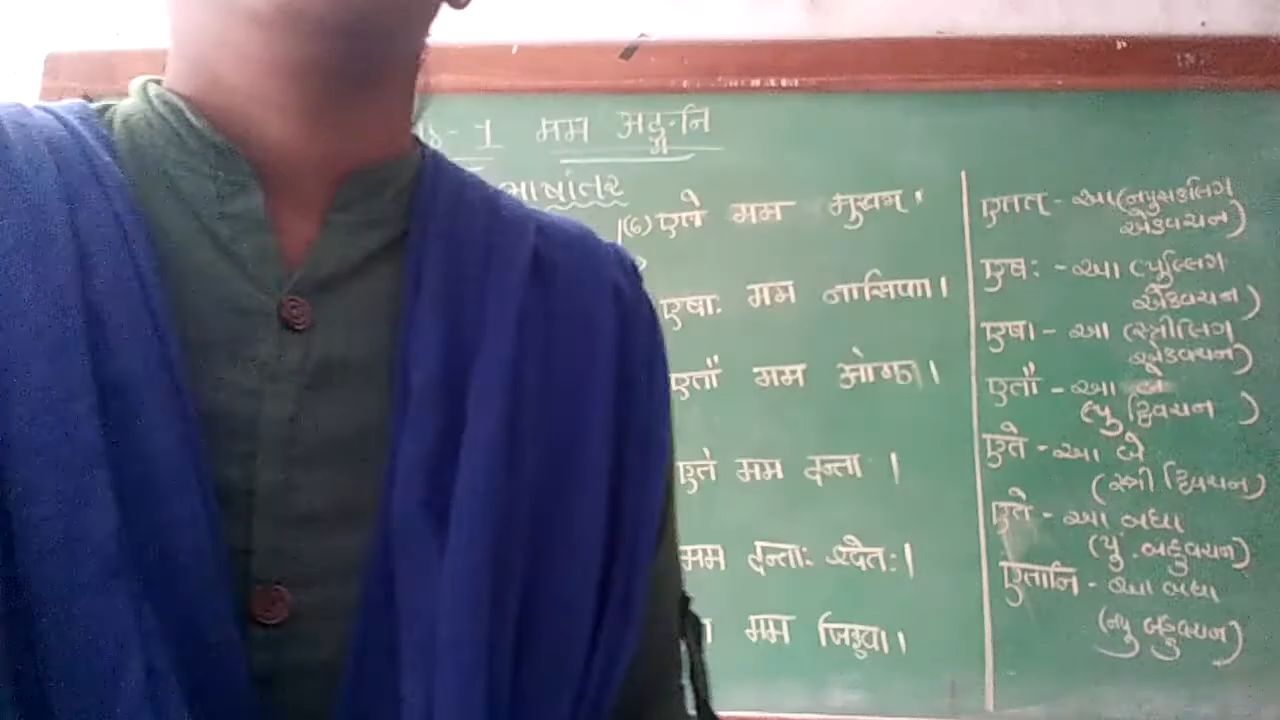 - 1 मम अङ्गानि
भाषांतर
(6) एतत् मम मुखम् ।
एषाः मम नासिका ।
एतौ मम ओष्ठौ ।
एते मम दन्ता ।
मम दन्ताः श्वेतः ।
मम जिह्वा ।
एतत् - આ (નપુસકલિંગ
એકવચન)
एषः - આ (પુલ્લિગ
એકવચન)
एषा - આ (સ્ત્રીલિંગ
એકવચન)
एतौ - આ બે
(પુ દ્વિવચન )
एते - આ બે
(સ્ત્રી દ્વિવચન)
एते - આ બધા
(પુ . બહુવચન)
एतानि - આ બધા
(નપુ બહુવચન)